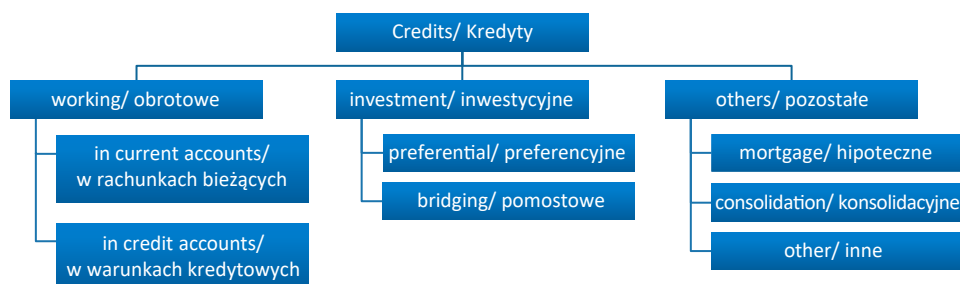 Credits/ Kredyty
working/ obrotowe
in current accounts/
w rachunkach bieżących
in credit accounts/
w warunkach kredytowych
investment/ inwestycyjne
preferential/ preferencyjne
bridging/ pomostowe
others/ pozostałe
mortgage/ hipoteczne
consolidation/ konsolidacyjne
other/ inne